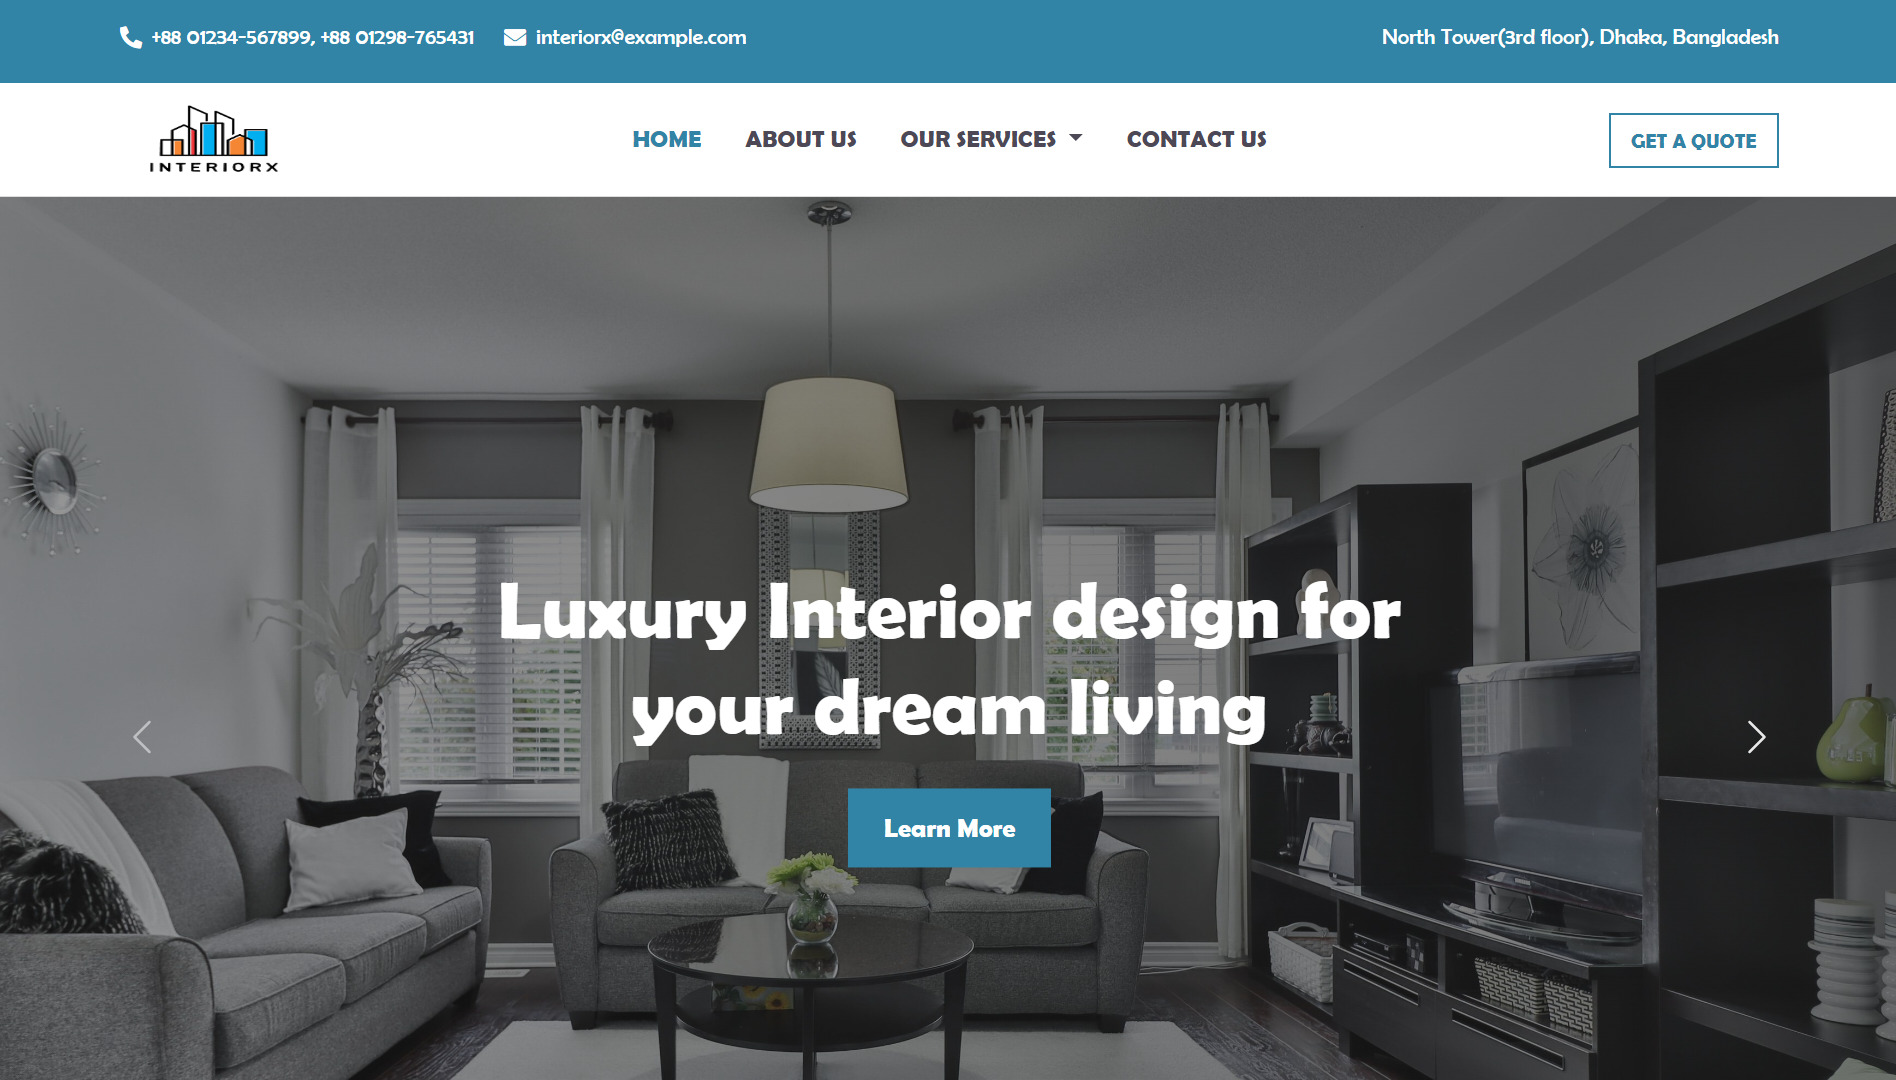 +88 01234-567899, +88 01298-765431
interiorx@example.com
North Tower(3rd floor), Dhaka, Bangladesh
INTERIORX
HOME
ABOUT US
OUR SERVICES
CONTACT US
GET A QUOTE
Luxury Interior design for
your dream living
Learn More